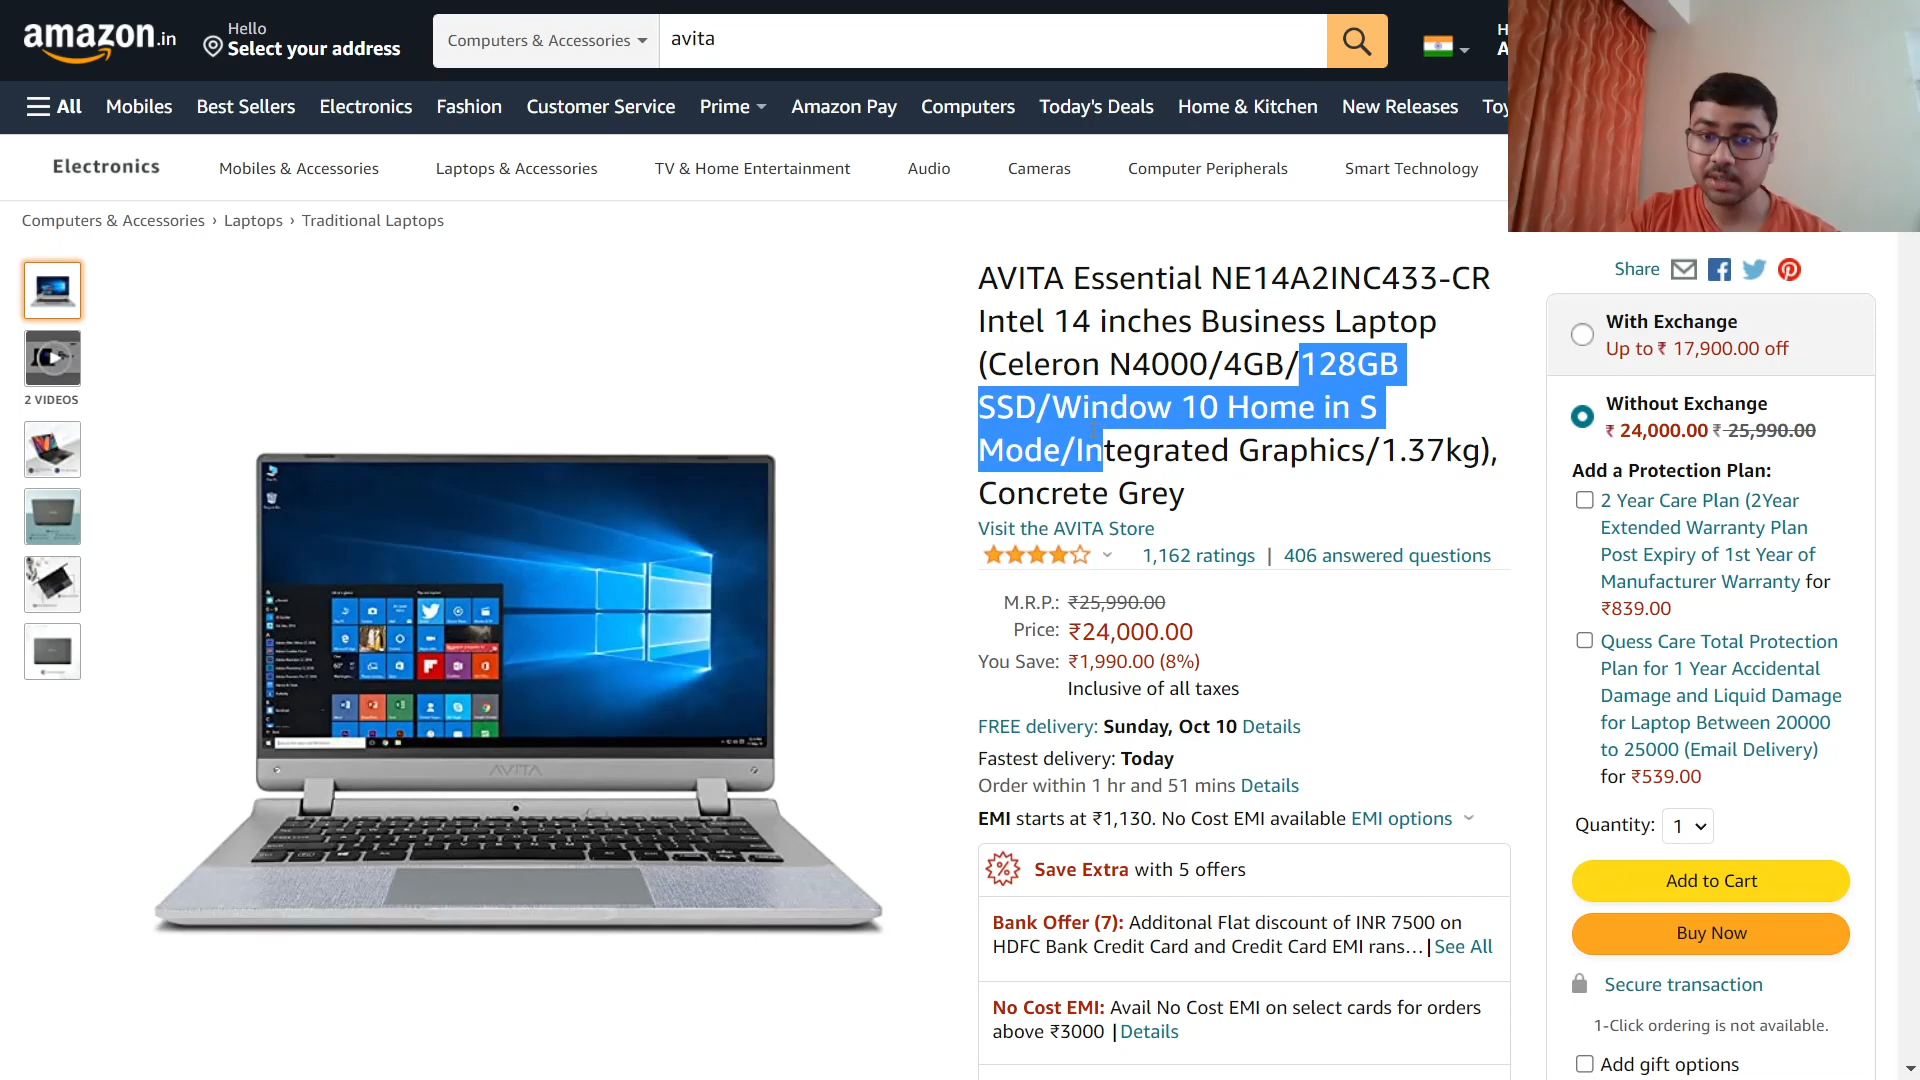 amazon.in
Hello
Select your address
Computers & Accessories
avita
All
Mobiles
Best Sellers
Electronics
Fashion
Customer Service
Prime
Amazon Pay
Computers
Today's Deals
Home & Kitchen
New Releases
Toy
Electronics
Mobiles & Accessories
Laptops & Accessories
TV & Home Entertainment
Audio
Cameras
Computer Peripherals
Smart Technology
Computers & Accessories › Laptops › Traditional Laptops
2 VIDEOS
AVITA
AVITA Essential NE14A2INC433-CR
Intel 14 inches Business Laptop
(Celeron N4000/4GB/128GB
SSD/Window 10 Home in S
Mode/Integrated Graphics/1.37kg),
Concrete Grey
Visit the AVITA Store
1,162 ratings | 406 answered questions
M.R.P.: ₹25,990.00
Price: ₹24,000.00
You Save: ₹1,990.00 (8%)
Inclusive of all taxes
FREE delivery: Sunday, Oct 10 Details
Fastest delivery: Today
Order within 1 hr and 51 mins Details
EMI starts at ₹1,130. No Cost EMI available EMI options
Save Extra with 5 offers
Bank Offer (7): Additonal Flat discount of INR 7500 on
HDFC Bank Credit Card and Credit Card EMI rans… | See All
No Cost EMI: Avail No Cost EMI on select cards for orders
above ₹3000 | Details
Share
With Exchange
Up to ₹ 17,900.00 off
Without Exchange
₹ 24,000.00 ₹ 25,990.00
Add a Protection Plan:
2 Year Care Plan (2Year
Extended Warranty Plan
Post Expiry of 1st Year of
Manufacturer Warranty for
₹839.00
Quess Care Total Protection
Plan for 1 Year Accidental
Damage and Liquid Damage
for Laptop Between 20000
to 25000 (Email Delivery)
for ₹539.00
Quantity: 1
Add to Cart
Buy Now
Secure transaction
1-Click ordering is not available.
Add gift options